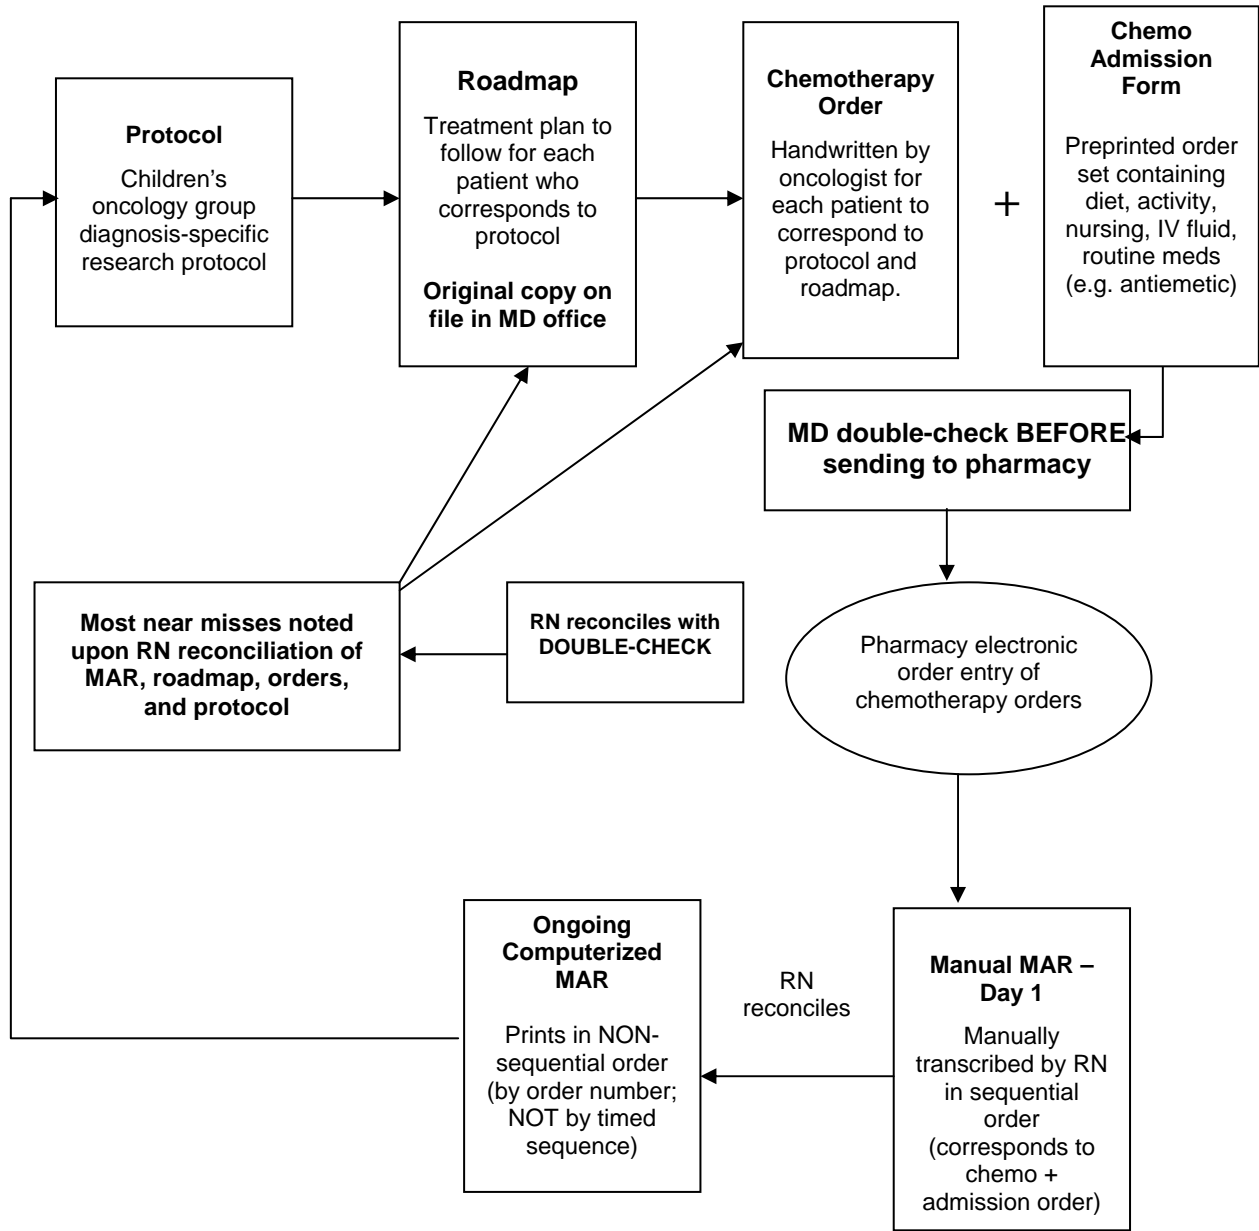 Protocol
Children’s
oncology group
diagnosis-specific
research protocol
Roadmap
Treatment plan to
follow for each
patient who
corresponds to
protocol
Original copy on
file in MD office
Chemotherapy
Order
Handwritten by
oncologist for
each patient to
correspond to
protocol and
roadmap.
+
Chemo
Admission
Form
Preprinted order
set containing
diet, activity,
nursing, IV fluid,
routine meds
(e.g. antiemetic)
MD double-check BEFORE
sending to pharmacy
Most near misses noted
upon RN reconciliation of
MAR, roadmap, orders,
and protocol
RN reconciles with
DOUBLE-CHECK
Pharmacy electronic
order entry of
chemotherapy orders
Ongoing
Computerized
MAR
Prints in NON-
sequential order
(by order number;
NOT by timed
sequence)
RN
reconciles
Manual MAR –
Day 1
Manually
transcribed by RN
in sequential
order
(corresponds to
chemo +
admission order)